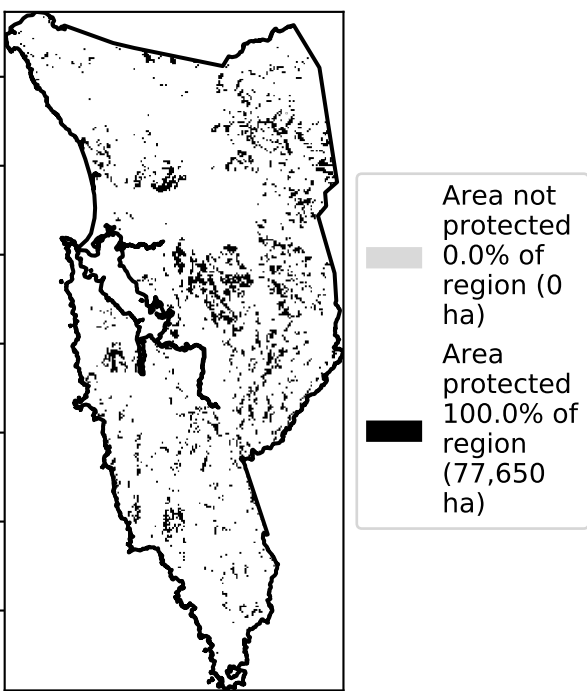 Area not
protected
0.0% of
region (0
ha)
Area
protected
100.0% of
region
(77,650
ha)